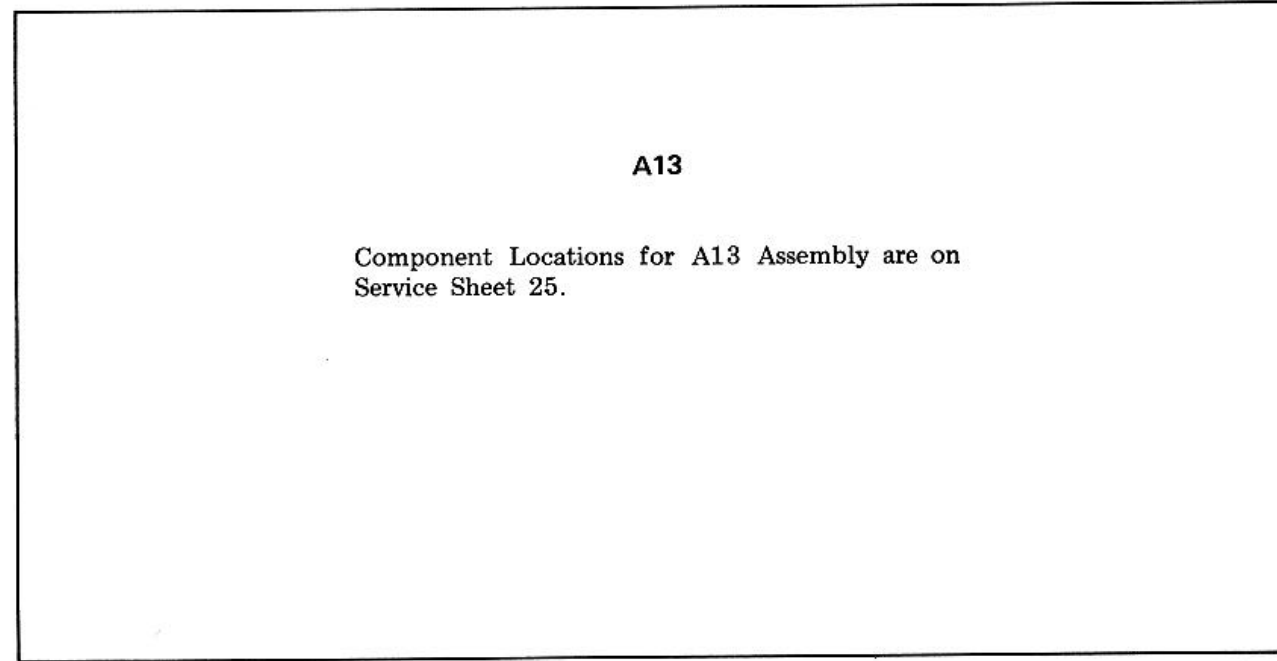 A13
Component Locations for A13 Assembly are on
Service Sheet 25.